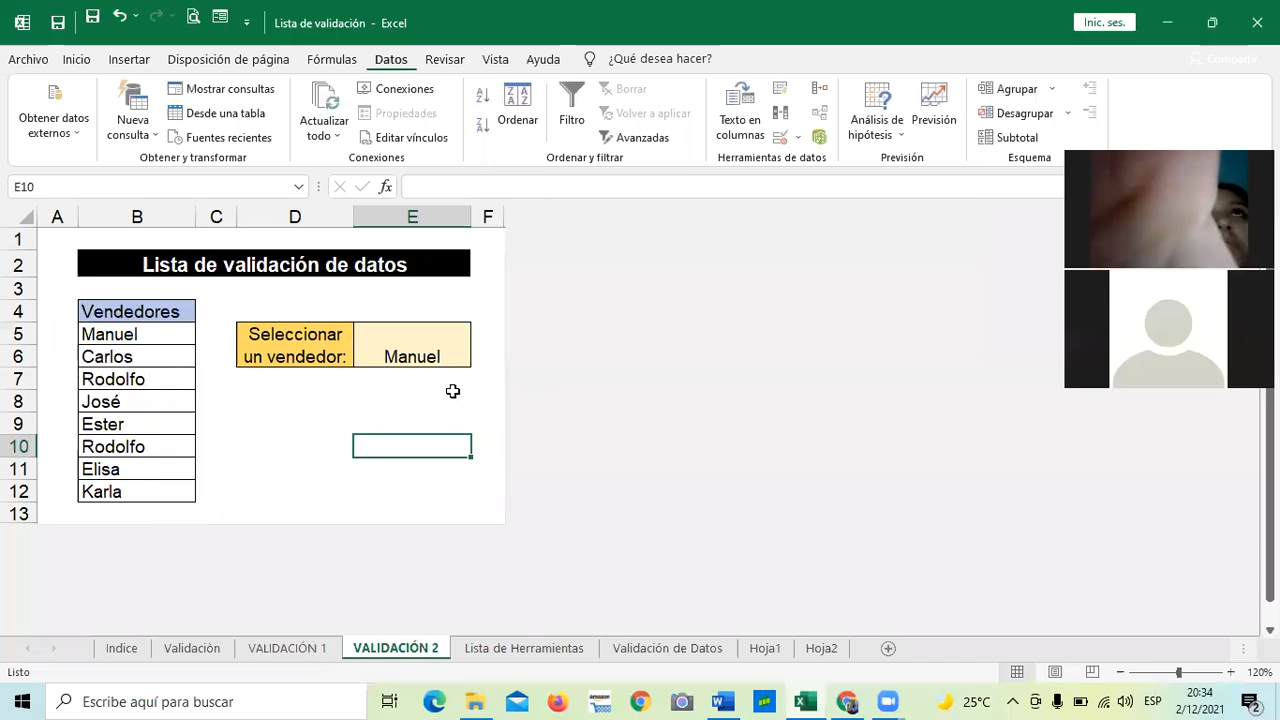 Lista de validación - Excel
Inic. ses.
Archivo Inicio Insertar Disposición de página Fórmulas Datos Revisar Vista Ayuda ¿Qué desea hacer? Compartir
Obtener datos externos
Nueva consulta
Mostrar consultas
Desde una tabla
Fuentes recientes
Obtener y transformar
Actualizar todo
Conexiones
Propiedades
Editar vínculos
Conexiones
Ordenar
Filtro
Borrar
Volver a aplicar
Avanzadas
Ordenar y filtrar
Texto en columnas
Herramientas de datos
Análisis de hipótesis
Previsión
Previsión
Agrupar
Desagrupar
Subtotal
Esquema
E10
fx
A B C D E F
1
2 Lista de validación de datos
3
4 Vendedores
5 Manuel Seleccionar
6 Carlos un vendedor: Manuel
7 Rodolfo
8 José
9 Ester
10 Rodolfo
11 Elisa
12 Karla
13
Indice Validaciòn VALIDACIÓN 1 VALIDACIÓN 2 Lista de Herramientas Validación de Datos Hoja1 Hoja2
Listo
120%
Escribe aquí para buscar
amazon
25°C
ESP
20:34
2/12/2021
2